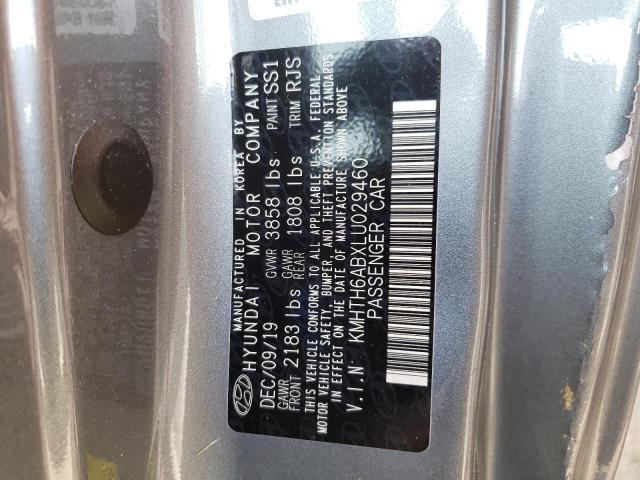 MANUFACTURED IN KOREA BY
HYUNDAI MOTOR COMPANY
DEC/09/19 GVWR 3858 lbs PAINT SS1
GAWR FRONT 2183 lbs GAWR REAR 1808 lbs TRIM RJS
THIS VEHICLE CONFORMS TO ALL APPLICABLE U.S.A. FEDERAL
MOTOR VEHICLE SAFETY, BUMPER, AND THEFT PREVENTION STANDARDS
IN EFFECT ON THE DATE OF MANUFACTURE SHOWN ABOVE
V.I.N: KMHTH6ABXLU029460
PASSENGER CAR